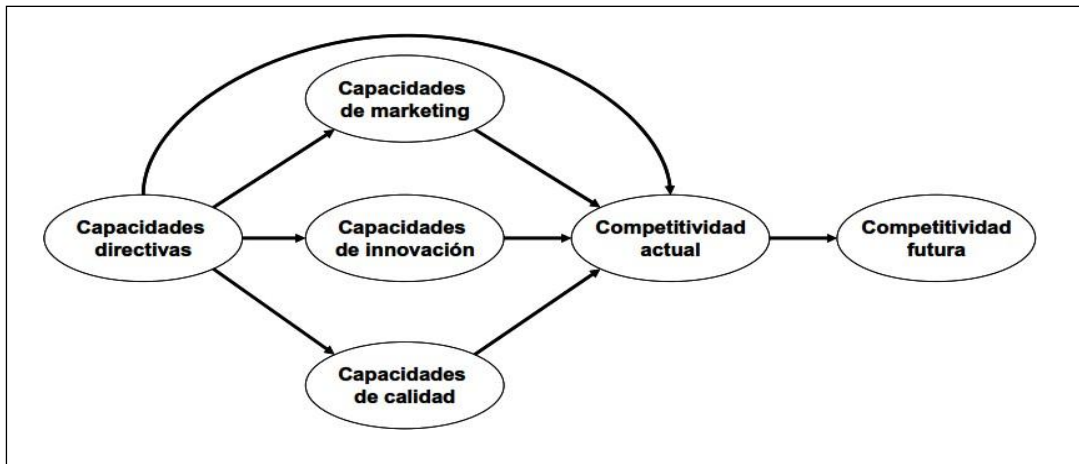 Capacidades
de marketing
Capacidades
directivas
Capacidades
de innovación
Competitividad
actual
Competitividad
futura
Capacidades
de calidad